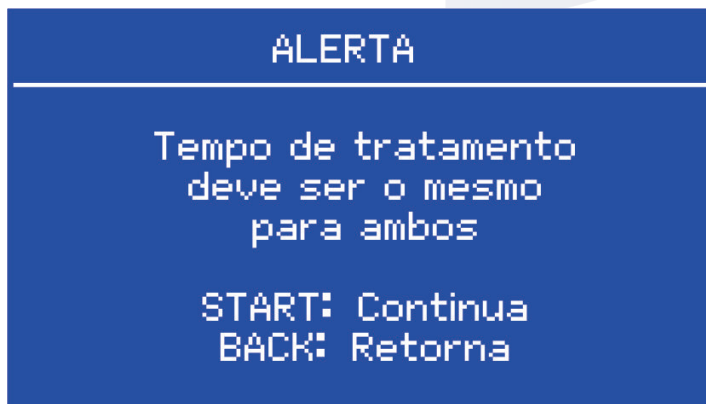 ALERTA
Tempo de tratamento
deve ser o mesmo
para ambos
START: Continua
BACK: Retorna